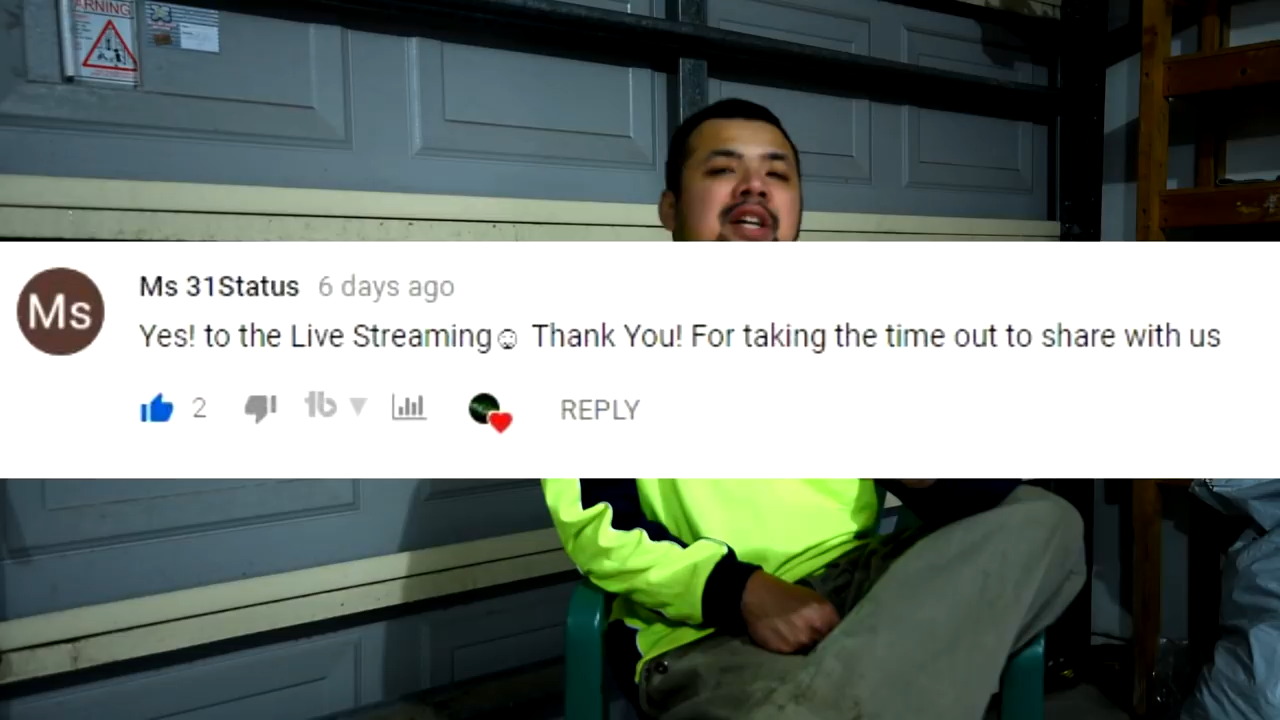 ARNING
Ms 31Status 6 days ago
Ms
Yes! to the Live Streaming☺ Thank You! For taking the time out to share with us
2 REPLY